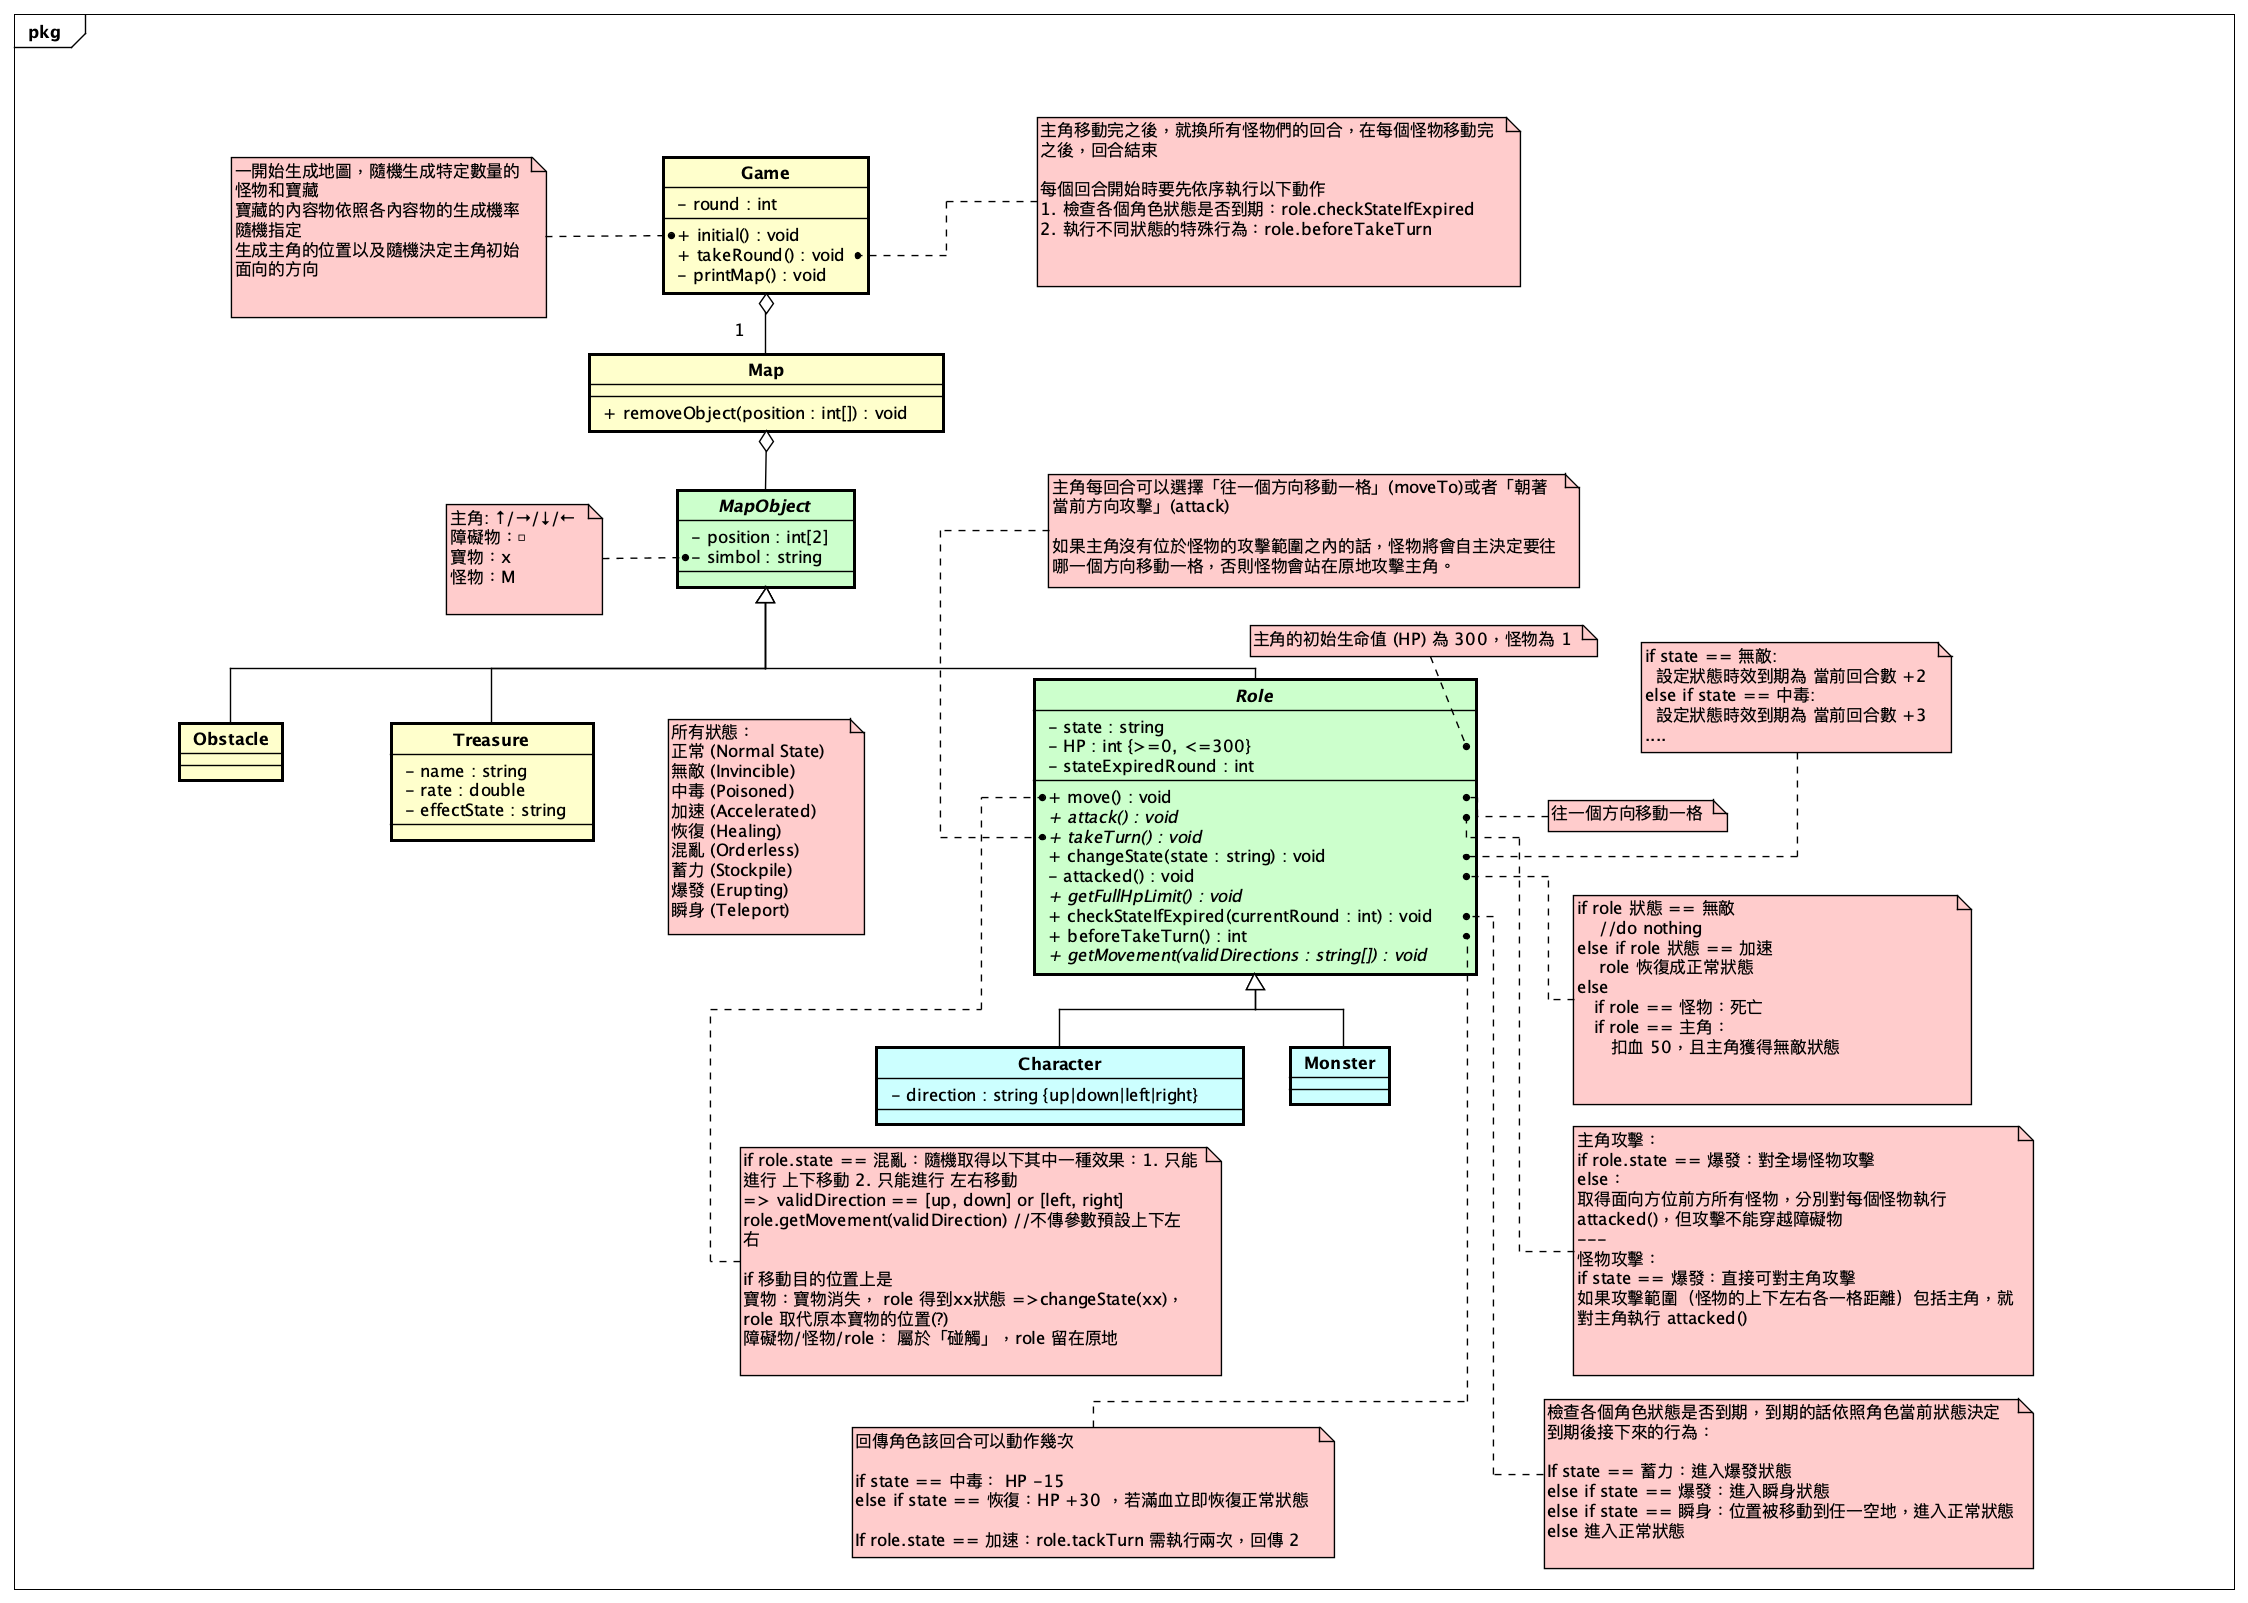 pkg
一開始生成地圖，隨機生成特定數量的
怪物和寶藏
寶藏的內容物依照各內容物的生成機率
隨機指定
生成主角的位置以及隨機決定主角初始
面向的方向
Game
- round : int
+ initial() : void
+ takeRound() : void
- printMap() : void
主角移動完之後，就換所有怪物們的回合，在每個怪物移動完
之後，回合結束
每個回合開始時要先依序執行以下動作
1. 檢查各個角色狀態是否到期：role.checkStateIfExpired
2. 執行不同狀態的特殊行為：role.beforeTakeTurn
1
Map
+ removeObject(position : int[]) : void
主角: ↑/→/↓/←
障礙物：□
寶物：x
怪物：M
MapObject
- position : int[2]
- simbol : string
主角每回合可以選擇「往一個方向移動一格」(moveTo)或者「朝著
當前方向攻擊」(attack)
如果主角沒有位於怪物的攻擊範圍之內的話，怪物將會自主決定要往
哪一個方向移動一格，否則怪物會站在原地攻擊主角。
主角的初始生命值 (HP) 為 300，怪物為 1
if state == 無敵:
設定狀態時效到期為 當前回合數 +2
else if state == 中毒:
設定狀態時效到期為 當前回合數 +3
....
Obstacle
Treasure
- name : string
- rate : double
- effectState : string
所有狀態：
正常 (Normal State)
無敵 (Invincible)
中毒 (Poisoned)
加速 (Accelerated)
恢復 (Healing)
混亂 (Orderless)
蓄力 (Stockpile)
爆發 (Erupting)
瞬身 (Teleport)
Role
- state : string
- HP : int {>=0, <=300}
- stateExpiredRound : int
+ move() : void
+ attack() : void
+ takeTurn() : void
+ changeState(state : string) : void
- attacked() : void
+ getFullHpLimit() : void
+ checkStateIfExpired(currentRound : int) : void
+ beforeTakeTurn() : int
+ getMovement(validDirections : string[]) : void
往一個方向移動一格
if role 狀態 == 無敵
//do nothing
else if role 狀態 == 加速
role 恢復成正常狀態
else
if role == 怪物：死亡
if role == 主角：
扣血 50，且主角獲得無敵狀態
Character
- direction : string {up|down|left|right}
Monster
if role.state == 混亂：隨機取得以下其中一種效果：1. 只能
進行 上下移動 2. 只能進行 左右移動
=> validDirection == [up, down] or [left, right]
role.getMovement(validDirection) //不傳參數預設上下左
右
if 移動目的位置上是
寶物：寶物消失， role 得到xx狀態 =>changeState(xx)，
role 取代原本寶物的位置(?)
障礙物/怪物/role： 屬於「碰觸」，role 留在原地
主角攻擊：
if role.state == 爆發：對全場怪物攻擊
else：
取得面向方位前方所有怪物，分別對每個怪物執行
attacked()，但攻擊不能穿越障礙物
---
怪物攻擊：
if state == 爆發：直接可對主角攻擊
如果攻擊範圍（怪物的上下左右各一格距離）包括主角，就
對主角執行 attacked()
回傳角色該回合可以動作幾次
if state == 中毒： HP -15
else if state == 恢復：HP +30 ，若滿血立即恢復正常狀態
If role.state == 加速：role.tackTurn 需執行兩次，回傳 2
檢查各個角色狀態是否到期，到期的話依照角色當前狀態決定
到期後接下來的行為：
If state == 蓄力：進入爆發狀態
else if state == 爆發：進入瞬身狀態
else if state == 瞬身：位置被移動到任一空地，進入正常狀態
else 進入正常狀態